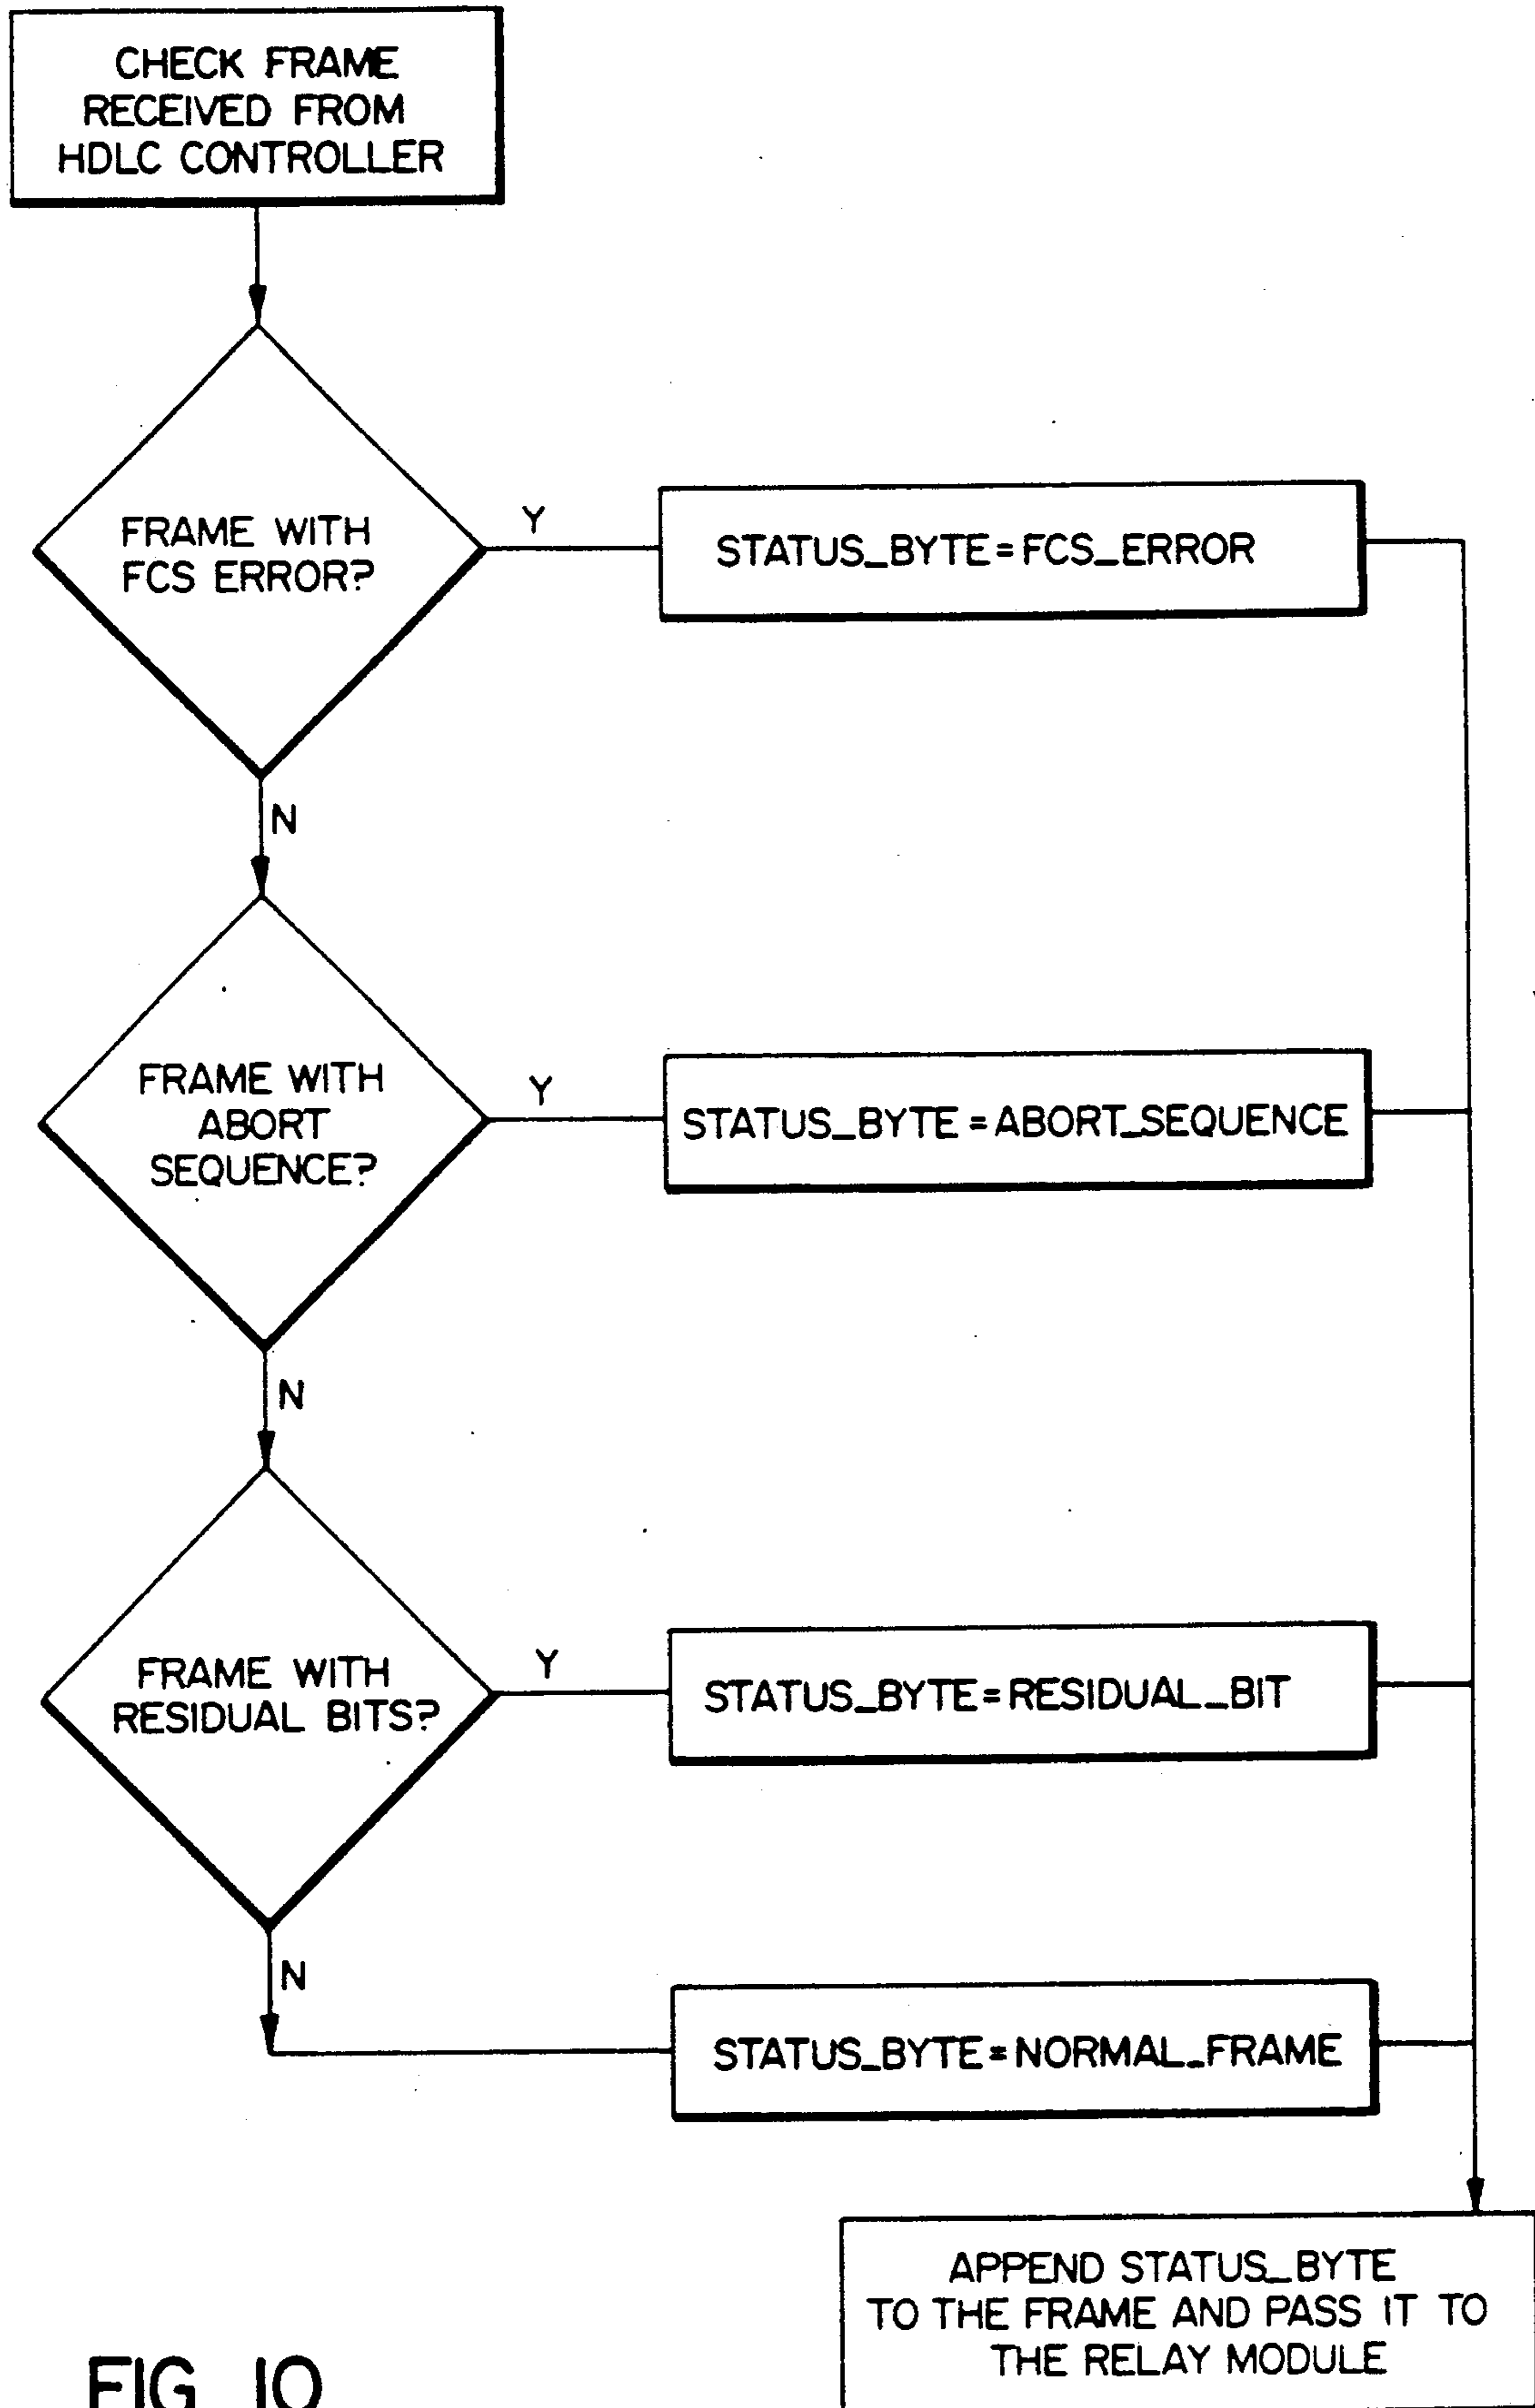 CHECK FRAME
RECEIVED FROM
HDLC CONTROLLER
FRAME WITH
FCS ERROR?
Y
STATUS_BYTE=FCS_ERROR
N
FRAME WITH
ABORT
SEQUENCE?
Y
STATUS_BYTE=ABORT_SEQUENCE
N
FRAME WITH
RESIDUAL BITS?
Y
STATUS_BYTE=RESIDUAL_BIT
N
STATUS_BYTE=NORMAL_FRAME
APPEND STATUS_BYTE
TO THE FRAME AND PASS IT TO
THE RELAY MODULE
FIG 10